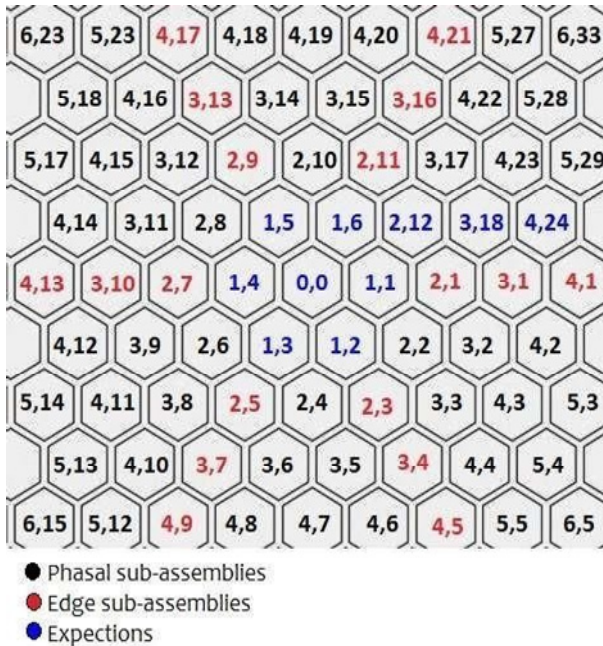 6,23 5,23 4,17 4,18 4,19 4,20 4,21 5,27 6,33
5,18 4,16 3,13 3,14 3,15 3,16 4,22 5,28
5,17 4,15 3,12 2,9 2,10 2,11 3,17 4,23 5,29
4,14 3,11 2,8 1,5 1,6 2,12 3,18 4,24
4,13 3,10 2,7 1,4 0,0 1,1 2,1 3,1 4,1
4,12 3,9 2,6 1,3 1,2 2,2 3,2 4,2
5,14 4,11 3,8 2,5 2,4 2,3 3,3 4,3 5,3
5,13 4,10 3,7 3,6 3,5 3,4 4,4 5,4
6,15 5,12 4,9 4,8 4,7 4,6 4,5 5,5 6,5
Phasal sub-assemblies
Edge sub-assemblies
Expections